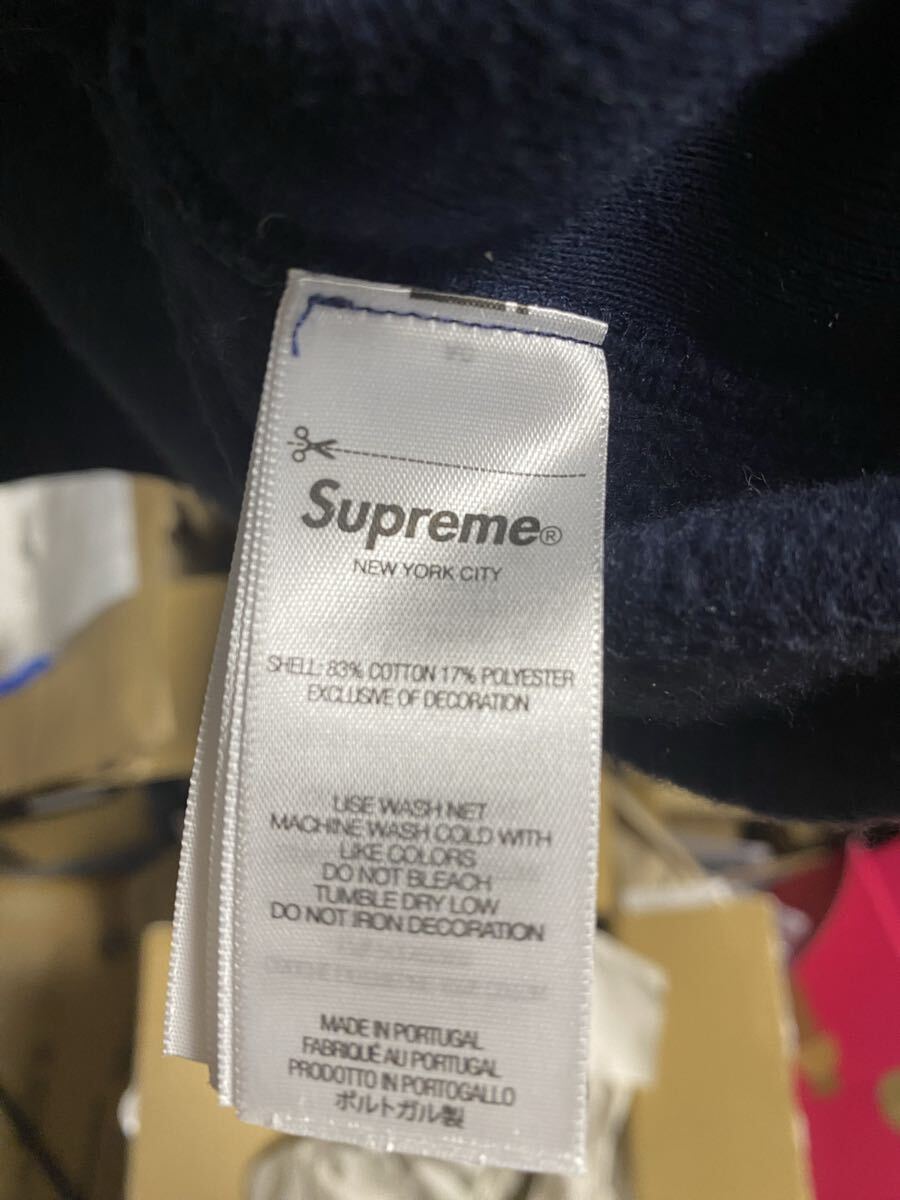 Supreme®
NEW YORK CITY
SHELL: 83% COTTON 17% POLYESTER
EXCLUSIVE OF DECORATION
USE WASH NET
MACHINE WASH COLD WITH
LIKE COLORS
DO NOT BLEACH
TUMBLE DRY LOW
DO NOT IRON DECORATION
MADE IN PORTUGAL
FABRIQUÉ AU PORTUGAL
PRODOTTO IN PORTOGALLO
ポルトガル製